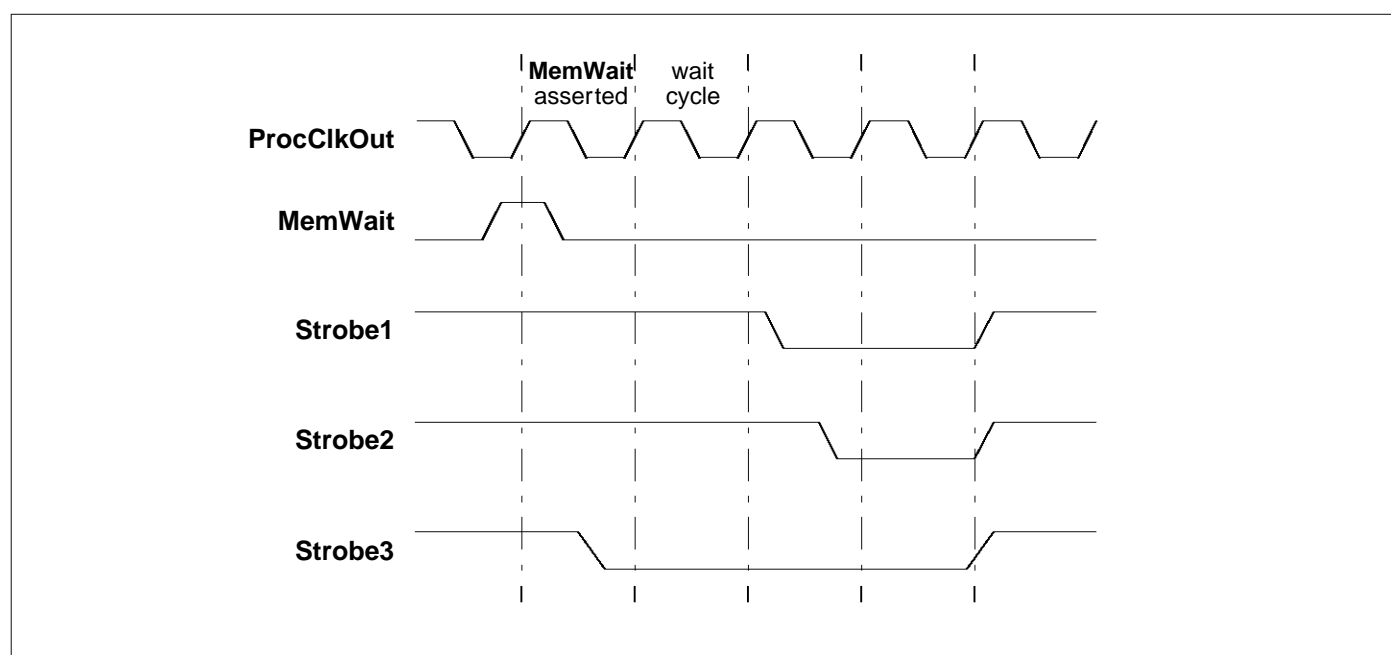 MemWait wait
asserted cycle
ProcClkOut
MemWait
Strobe1
Strobe2
Strobe3